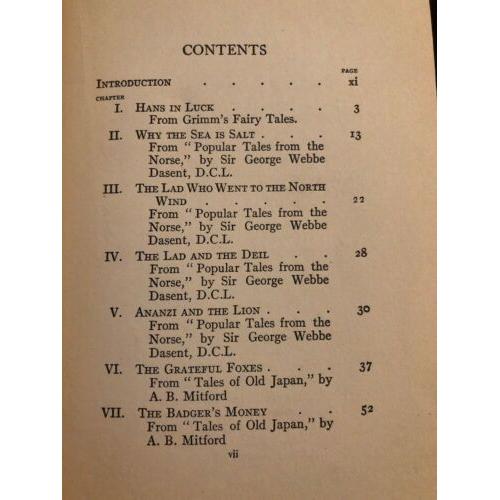 CONTENTS
PAGE
INTRODUCTION . . . . . xi
CHAPTER
I. HANS IN LUCK . . . . 3
From Grimm's Fairy Tales.
II. WHY THE SEA IS SALT . . . 13
From "Popular Tales from the
Norse," by Sir George Webbe
Dasent, D.C.L.
III. THE LAD WHO WENT TO THE NORTH
WIND . . . . . 22
From "Popular Tales from the
Norse," by Sir George Webbe
Dasent, D.C.L.
IV. THE LAD AND THE DEIL . . 28
From "Popular Tales from the
Norse," by Sir George Webbe
Dasent, D.C.L.
V. ANANZI AND THE LION . . . 30
From "Popular Tales from the
Norse," by Sir George Webbe
Dasent, D.C.L.
VI. THE GRATEFUL FOXES . . . 37
From "Tales of Old Japan," by
A. B. Mitford
VII. THE BADGER'S MONEY . . 52
From "Tales of Old Japan," by
A. B. Mitford
vii